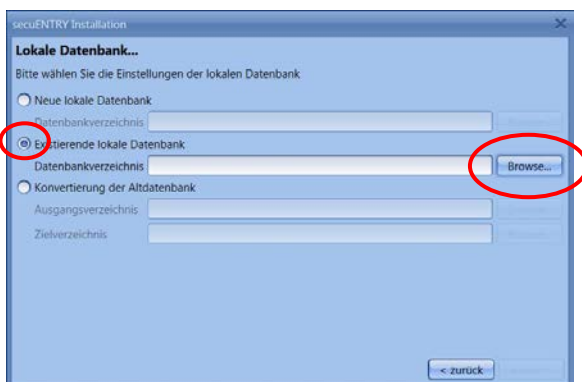 secuENTRY Installation
Lokale Datenbank...
Bitte wählen Sie die Einstellungen der lokalen Datenbank
Neue lokale Datenbank
Datenbankverzeichnis
Existierende lokale Datenbank
Datenbankverzeichnis Browse...
Konvertierung der Altdatenbank
Ausgangsverzeichnis
Zielverzeichnis
< zurück